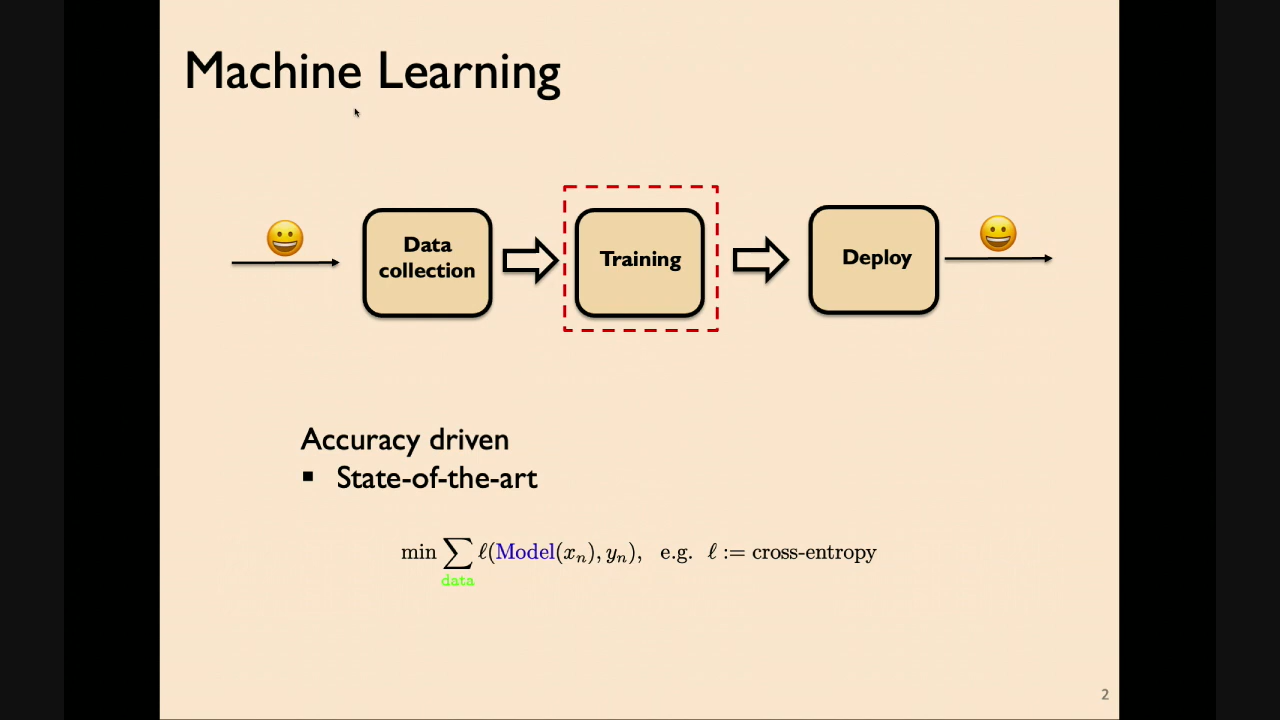 Machine Learning
Data
collection
Training
Deploy
Accuracy driven
▪ State-of-the-art
min ∑ ℓ(Model(xₙ), yₙ), e.g. ℓ := cross-entropy
data
2